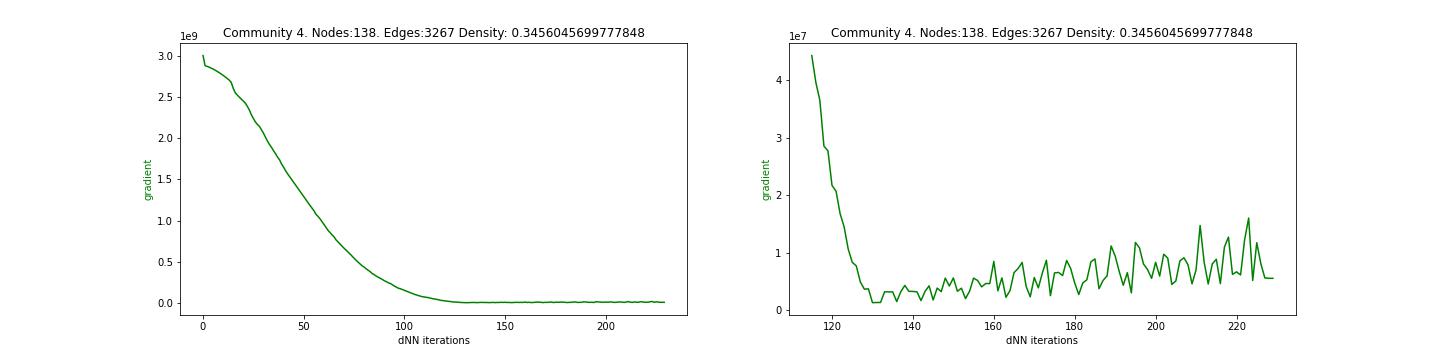 Community 4. Nodes:138. Edges:3267 Density: 0.3456045699777848
1e9
3.0
2.5
2.0
1.5
1.0
0.5
0.0
gradient
0 50 100 150 200
dNN iterations
Community 4. Nodes:138. Edges:3267 Density: 0.3456045699777848
1e7
4
3
2
1
0
gradient
120 140 160 180 200 220
dNN iterations